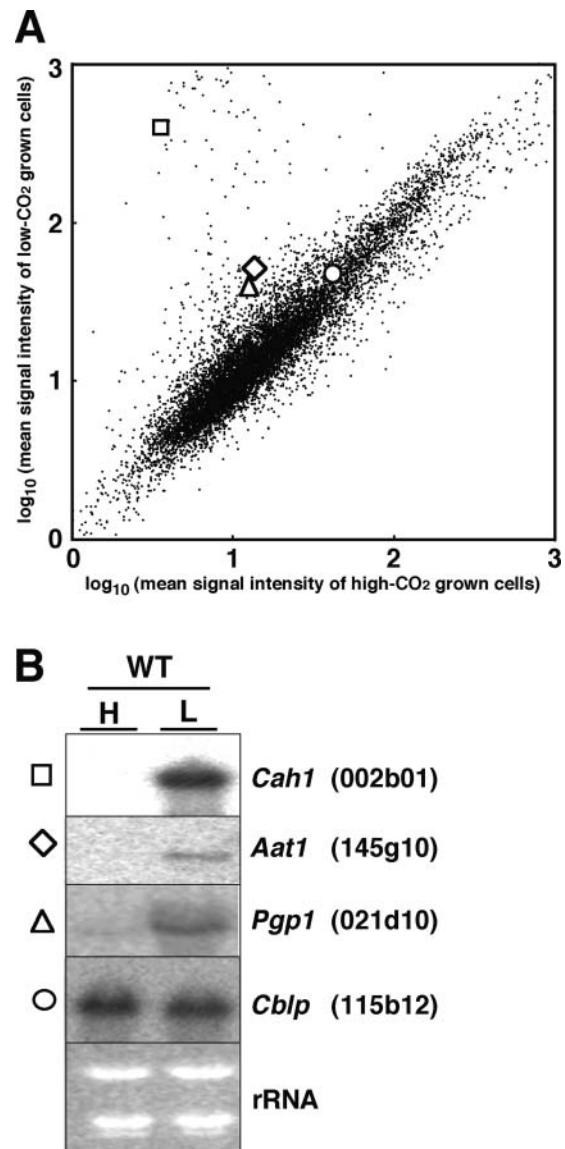 A
3
2
1
0
log10 (mean signal intensity of low-CO2 grown cells)
0 1 2 3
log10 (mean signal intensity of high-CO2 grown cells)
B
WT
H L
Cah1 (002b01)
Aat1 (145g10)
Pgp1 (021d10)
Cblp (115b12)
rRNA